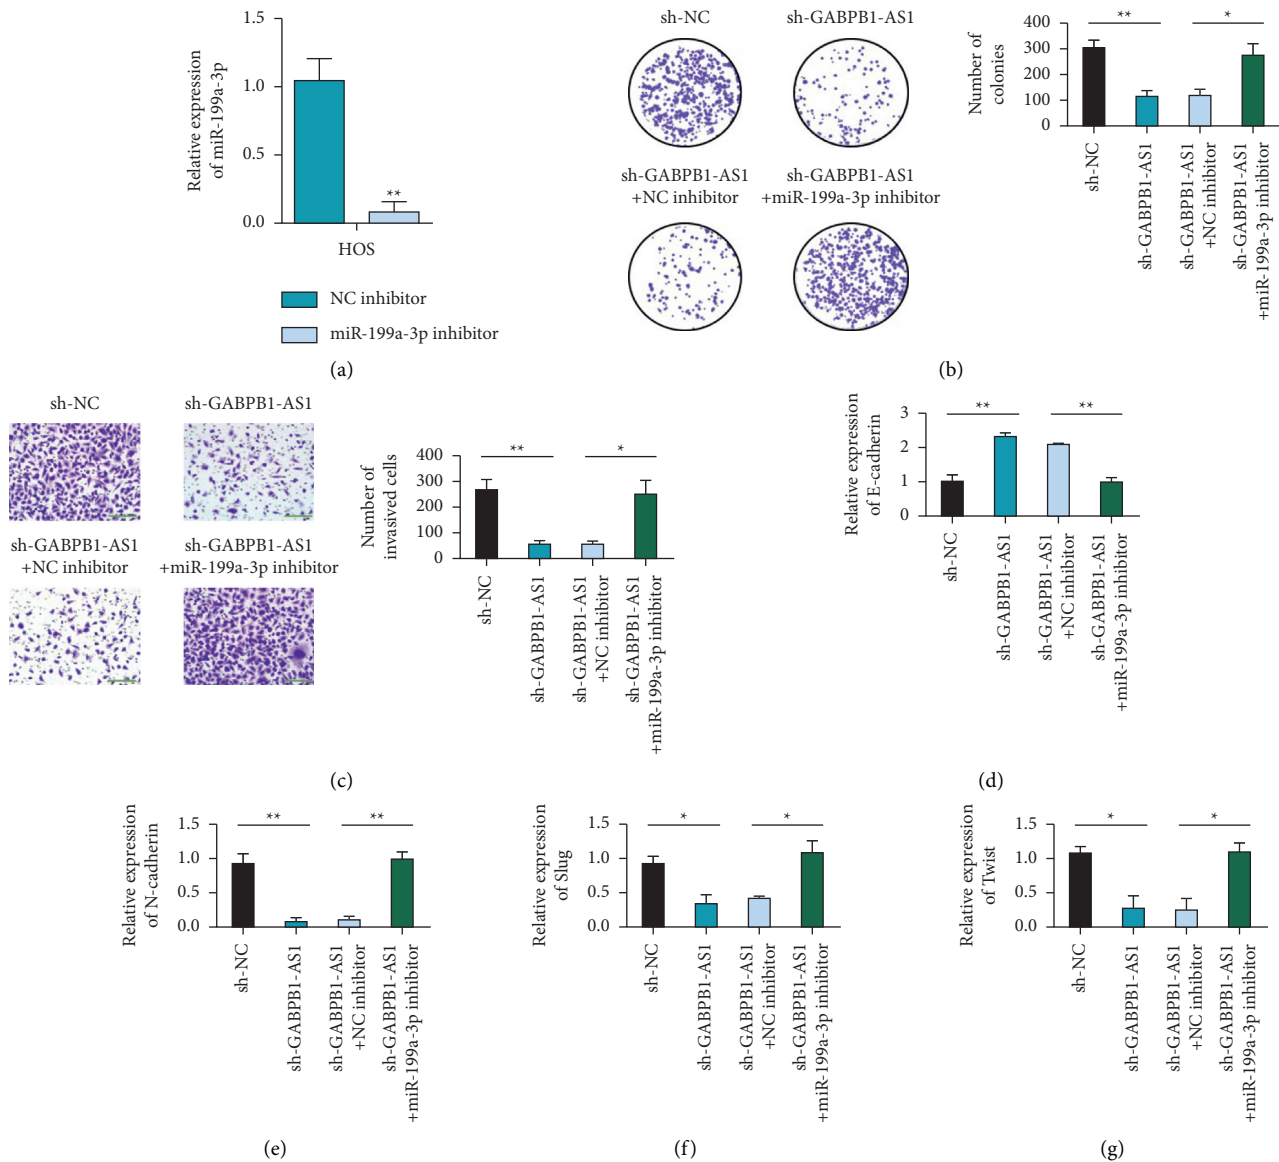 Relative expression
of miR-199a-3p
1.5
1.0
0.5
0.0
**
HOS
NC inhibitor
miR-199a-3p inhibitor
(a)
sh-NC
sh-GABPB1-AS1
sh-GABPB1-AS1
+NC inhibitor
sh-GABPB1-AS1
+miR-199a-3p inhibitor
Number of
colonies
400
300
200
100
0
**
*
sh-NC
sh-GABPB1-AS1
sh-GABPB1-AS1
+NC inhibitor
sh-GABPB1-AS1
+miR-199a-3p inhibitor
(b)
sh-NC
sh-GABPB1-AS1
sh-GABPB1-AS1
+NC inhibitor
sh-GABPB1-AS1
+miR-199a-3p inhibitor
Number of
invasived cells
400
300
200
100
0
**
*
sh-NC
sh-GABPB1-AS1
sh-GABPB1-AS1
+NC inhibitor
sh-GABPB1-AS1
+miR-199a-3p inhibitor
(c)
Relative expression
of E-cadherin
3
2
1
0
**
**
sh-NC
sh-GABPB1-AS1
sh-GABPB1-AS1
+NC inhibitor
sh-GABPB1-AS1
+miR-199a-3p inhibitor
(d)
Relative expression
of N-cadherin
1.5
1.0
0.5
0.0
**
**
sh-NC
sh-GABPB1-AS1
sh-GABPB1-AS1
+NC inhibitor
sh-GABPB1-AS1
+miR-199a-3p inhibitor
(e)
Relative expression
of Slug
1.5
1.0
0.5
0.0
*
*
sh-NC
sh-GABPB1-AS1
sh-GABPB1-AS1
+NC inhibitor
sh-GABPB1-AS1
+miR-199a-3p inhibitor
(f)
Relative expression
of Twist
1.5
1.0
0.5
0.0
*
*
sh-NC
sh-GABPB1-AS1
sh-GABPB1-AS1
+NC inhibitor
sh-GABPB1-AS1
+miR-199a-3p inhibitor
(g)